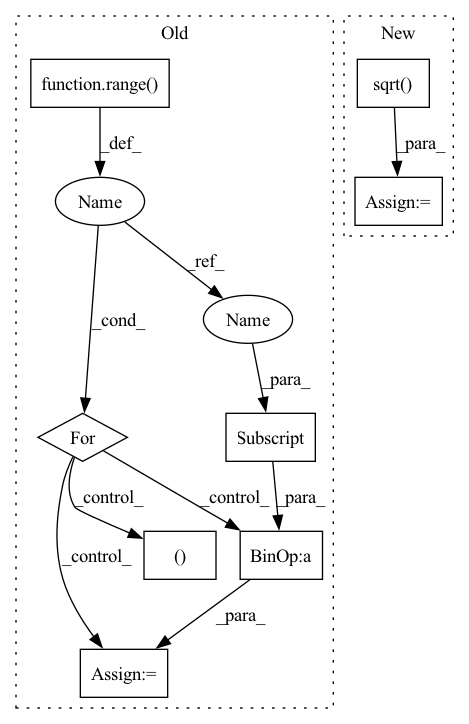 Old
New
function.range()
sqrt()
_def_
_para_
Name
Assign:=
_ref_
_cond_
Name
_para_
For
Subscript
_control_
_control_
_para_
_control_
()
BinOp:a
_para_
Assign:=